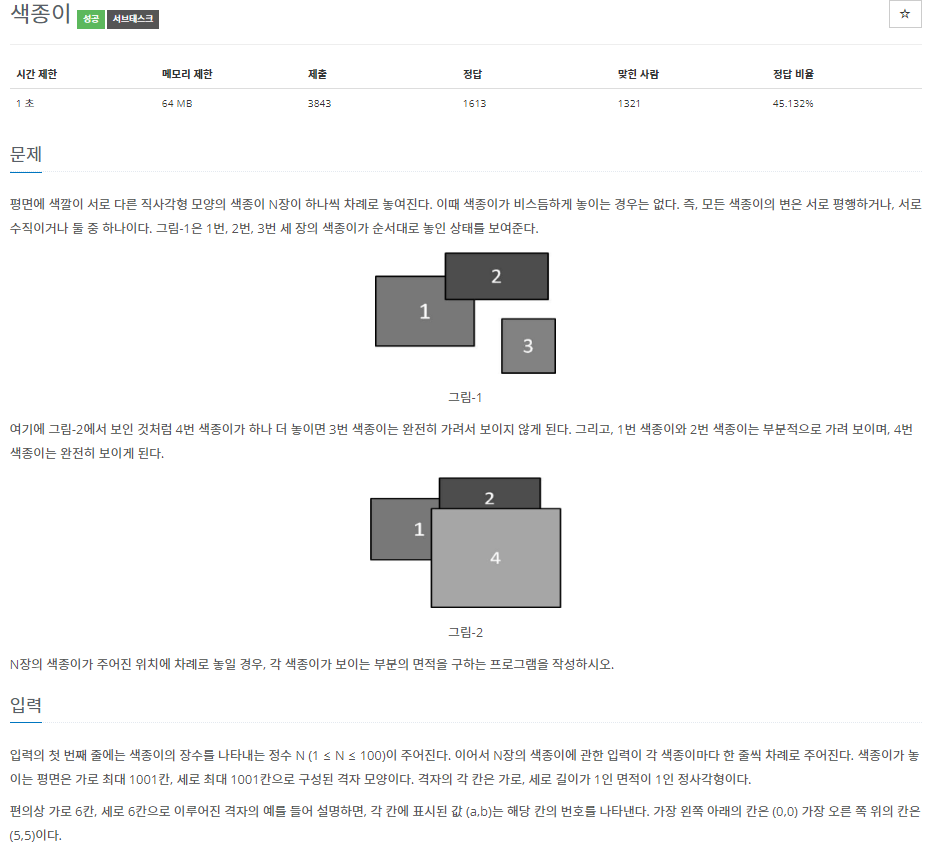 색종이 성공 서브태스크
☆
시간 제한 메모리 제한 제출 정답 맞힌 사람 정답 비율
1 초 64 MB 3843 1613 1321 45.132%
문제
평면에 색깔이 서로 다른 직사각형 모양의 색종이 N장이 하나씩 차례로 놓여진다. 이때 색종이가 비스듬하게 놓이는 경우는 없다. 즉, 모든 색종이의 변은 서로 평행하거나, 서로
수직이거나 둘 중 하나이다. 그림-1은 1번, 2번, 3번 세 장의 색종이가 순서대로 놓인 상태를 보여준다.
2
1
3
그림-1
여기에 그림-2에서 보인 것처럼 4번 색종이가 하나 더 놓이면 3번 색종이는 완전히 가려서 보이지 않게 된다. 그리고, 1번 색종이와 2번 색종이는 부분적으로 가려 보이며, 4번
색종이는 완전히 보이게 된다.
2
1
4
그림-2
N장의 색종이가 주어진 위치에 차례로 놓일 경우, 각 색종이가 보이는 부분의 면적을 구하는 프로그램을 작성하시오.
입력
입력의 첫 번째 줄에는 색종이의 장수를 나타내는 정수 N (1 ≤ N ≤ 100)이 주어진다. 이어서 N장의 색종이에 관한 입력이 각 색종이마다 한 줄씩 차례로 주어진다. 색종이가 놓
이는 평면은 가로 최대 1001칸, 세로 최대 1001칸으로 구성된 격자 모양이다. 격자의 각 칸은 가로, 세로 길이가 1인 면적이 1인 정사각형이다.
편의상 가로 6칸, 세로 6칸으로 이루어진 격자의 예를 들어 설명하면, 각 칸에 표시된 값 (a,b)는 해당 칸의 번호를 나타낸다. 가장 왼쪽 아래의 칸은 (0,0) 가장 오른 쪽 위의 칸은
(5,5)이다.